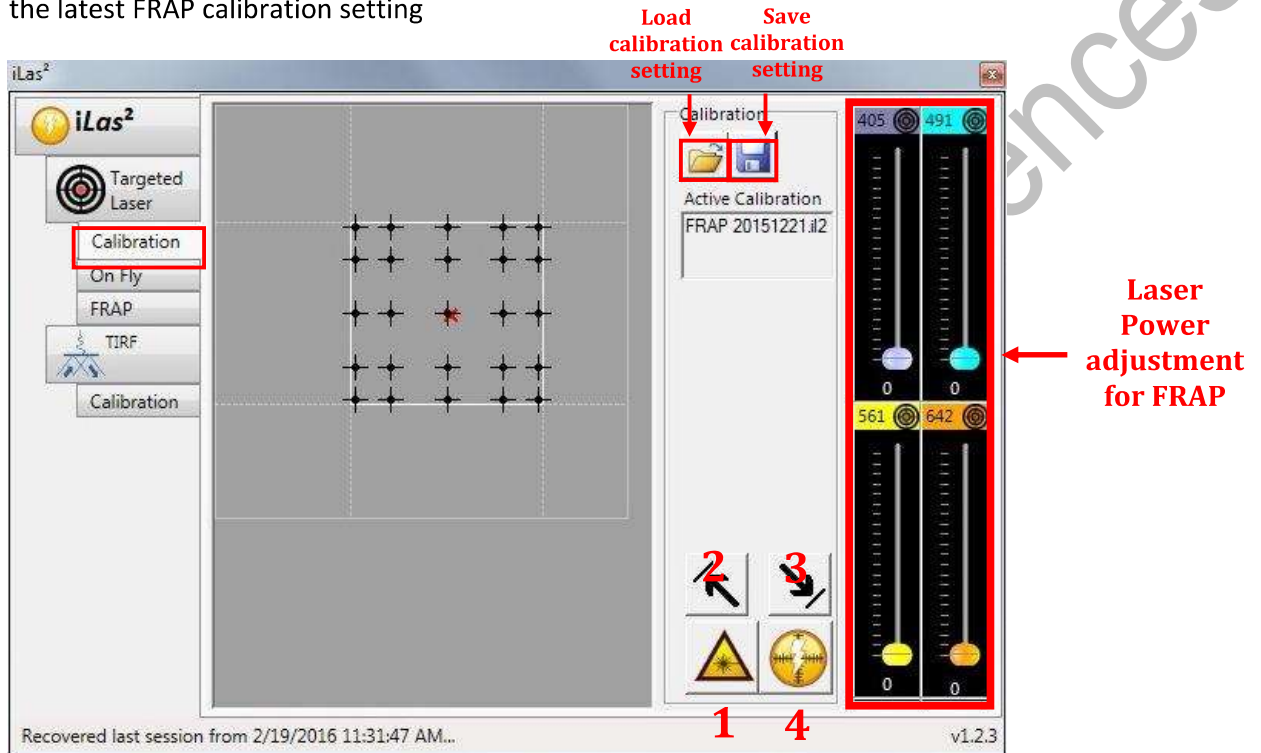 the latest FRAP calibration setting
Load
calibration
setting
Save
calibration
setting
iLas²
iLas²
Targeted
Laser
Calibration
On Fly
FRAP
TIRF
Calibration
Calibration
Active Calibration
FRAP 20151221.il2
405
491
0
0
561
642
0
0
Laser
Power
adjustment
for FRAP
2
3
1
4
Recovered last session from 2/19/2016 11:31:47 AM...
v1.2.3